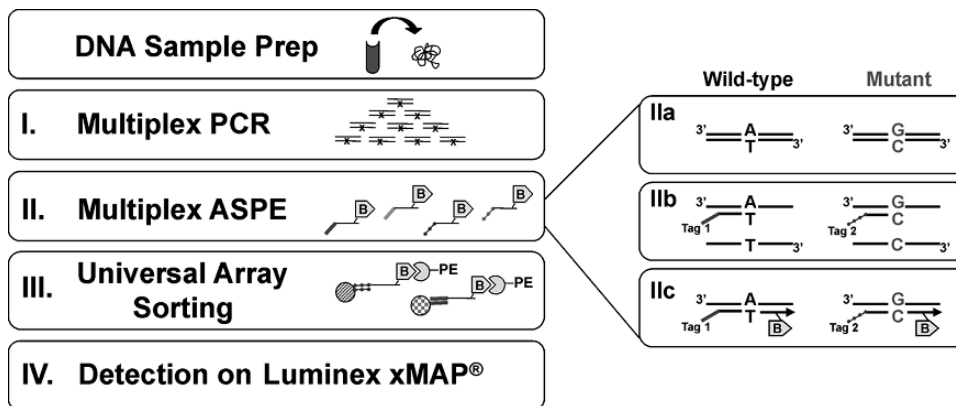 DNA Sample Prep
I. Multiplex PCR
x
x x
x x x
x x x x
II. Multiplex ASPE
B B B B
III. Universal Array
Sorting
B PE
B PE
IV. Detection on Luminex xMAP®
Wild-type Mutant
IIa
3' A G
T 3' C 3'
IIb
3' A 3' G
Tag 1 T Tag 2 C
T 3' C 3'
IIc
3' A 3' G
Tag 1 T B Tag 2 C B